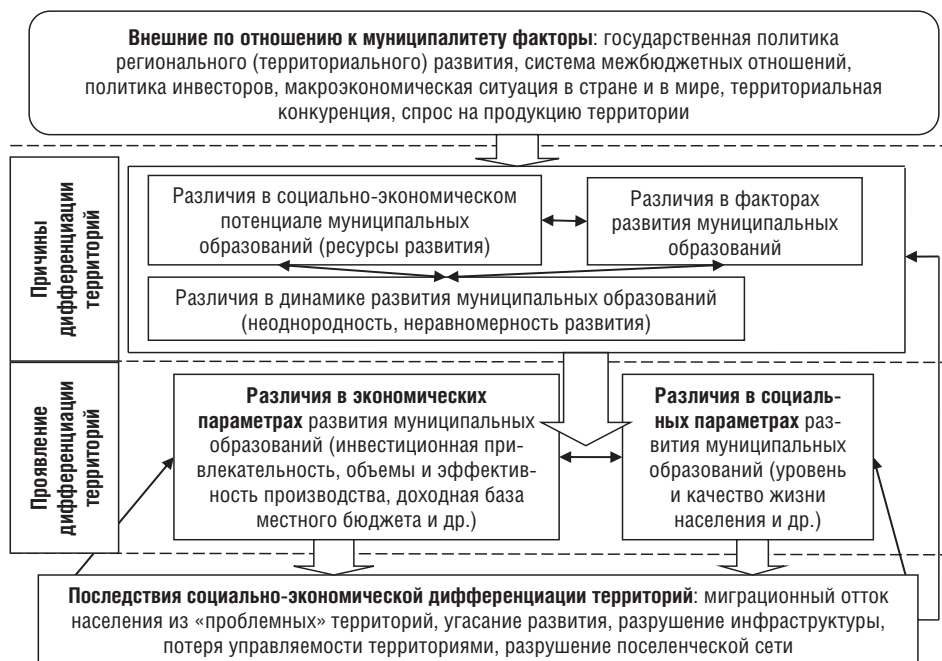 Внешние по отношению к муниципалитету факторы: государственная политика
регионального (территориального) развития, система межбюджетных отношений,
политика инвесторов, макроэкономическая ситуация в стране и в мире, территориальная
конкуренция, спрос на продукцию территории
Причины
дифференциации
территорий
Различия в социально-экономическом
потенциале муниципальных
образований (ресурсы развития)
Различия в факторах
развития муниципальных
образований
Различия в динамике развития муниципальных образований
(неоднородность, неравномерность развития)
Проявление
дифференциации
территорий
Различия в экономических
параметрах развития муниципальных
образований (инвестиционная при-
влекательность, объемы и эффектив-
ность производства, доходная база
местного бюджета и др.)
Различия в социаль-
ных параметрах раз-
вития муниципальных
образований (уровень
и качество жизни
населения и др.)
Последствия социально-экономической дифференциации территорий: миграционный отток
населения из «проблемных» территорий, угасание развития, разрушение инфраструктуры,
потеря управляемости территориями, разрушение поселенческой сети